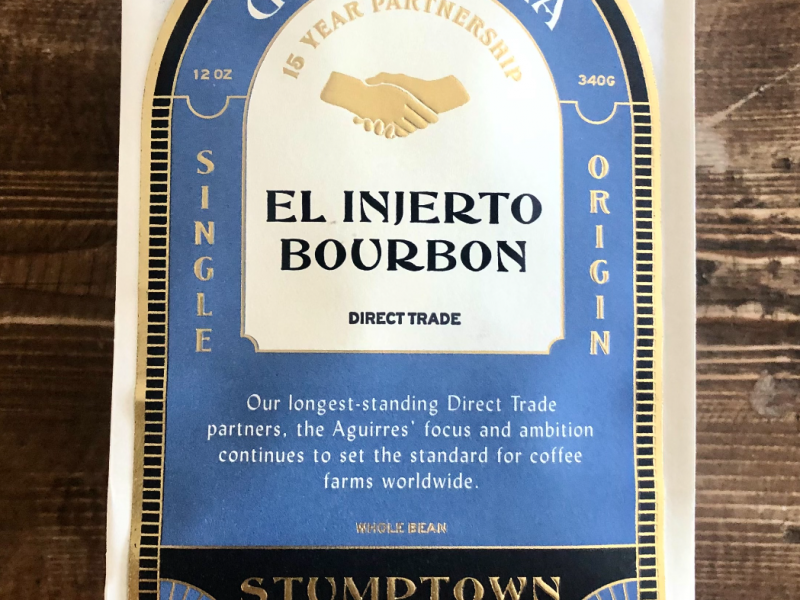 15 YEAR PARTNERSHIP
12 OZ
340G
SINGLE
ORIGIN
EL INJERTO
BOURBON
DIRECT TRADE
Our longest-standing Direct Trade
partners, the Aguirres' focus and ambition
continues to set the standard for coffee
farms worldwide.
WHOLE BEAN
STUMPTOWN